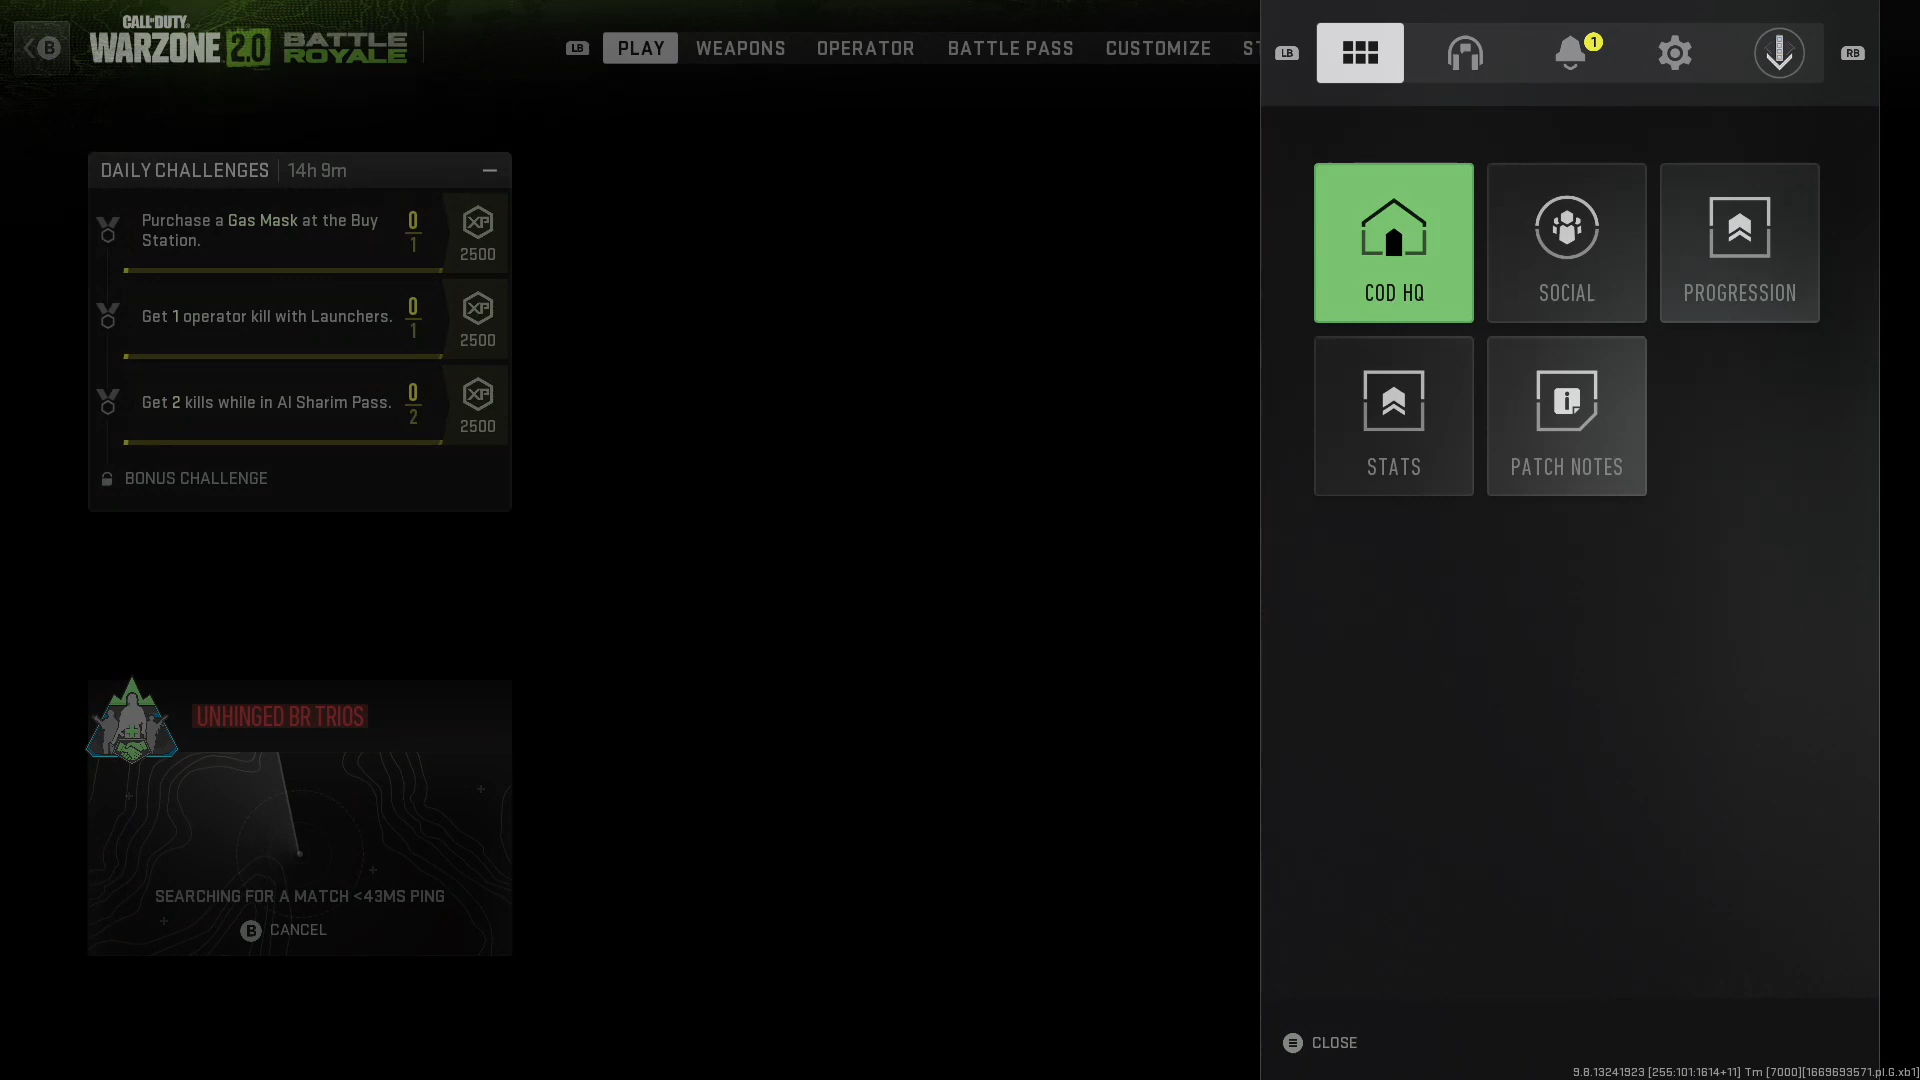 B
CALL OF DUTY
WARZONE 2.0 BATTLE ROYALE
LB PLAY WEAPONS OPERATOR BATTLE PASS CUSTOMIZE ST
LB 1 RB
DAILY CHALLENGES 14h 9m
Purchase a Gas Mask at the Buy
Station.
0
1
XP
2500
Get 1 operator kill with Launchers.
0
1
XP
2500
Get 2 kills while in Al Sharim Pass.
0
2
XP
2500
BONUS CHALLENGE
UNHINGED BR TRIOS
SEARCHING FOR A MATCH <43MS PING
B CANCEL
COD HQ
SOCIAL
PROGRESSION
STATS
PATCH NOTES
CLOSE
9.8.13241923 [255:101:1614+11] Tm [7000][1669693571.pl.G.xb1]